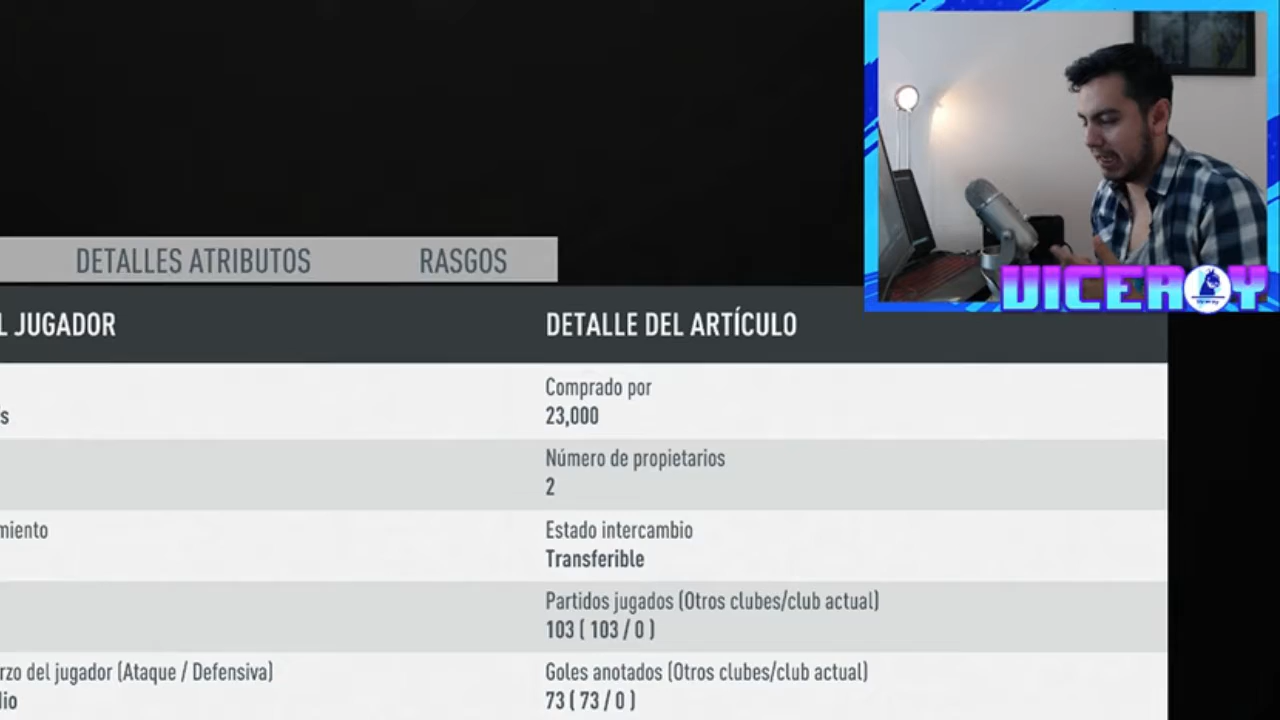 DETALLES ATRIBUTOS
RASGOS
L JUGADOR
DETALLE DEL ARTÍCULO
Comprado por
s
23,000
Número de propietarios
2
miento
Estado intercambio
Transferible
Partidos jugados (Otros clubes/club actual)
103 ( 103 / 0 )
rzo del jugador (Ataque / Defensiva)
Goles anotados (Otros clubes/club actual)
dio
73 ( 73 / 0 )
VICEROY